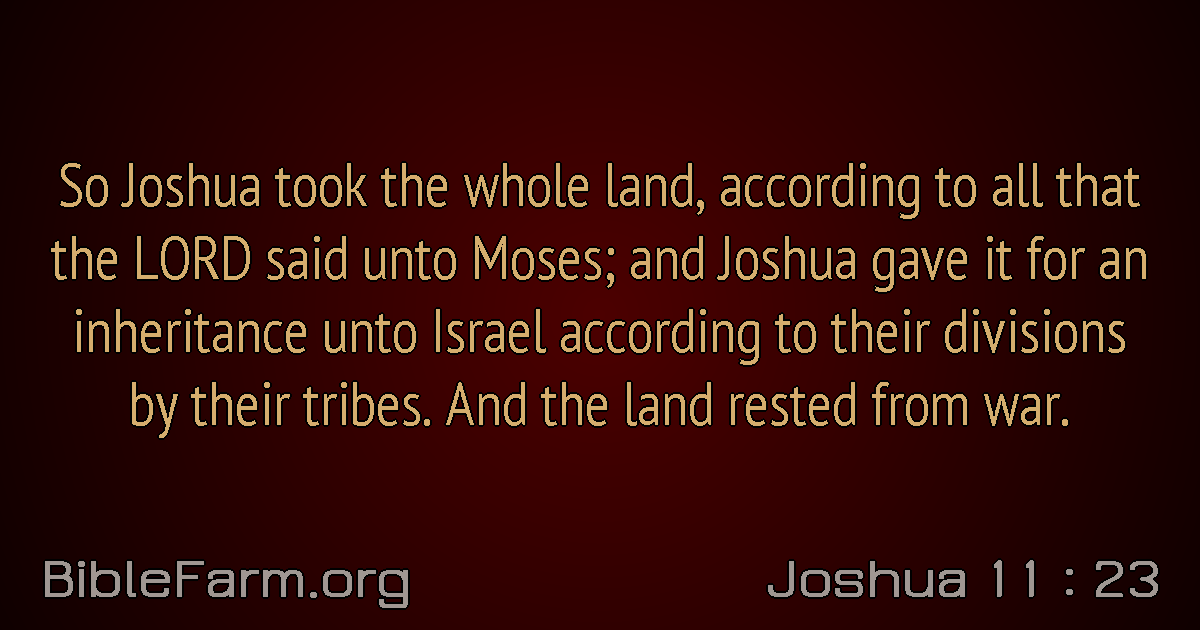 So Joshua took the whole land, according to all that
the LORD said unto Moses; and Joshua gave it for an
inheritance unto Israel according to their divisions
by their tribes. And the land rested from war.
BibleFarm.org
Joshua 11 : 23